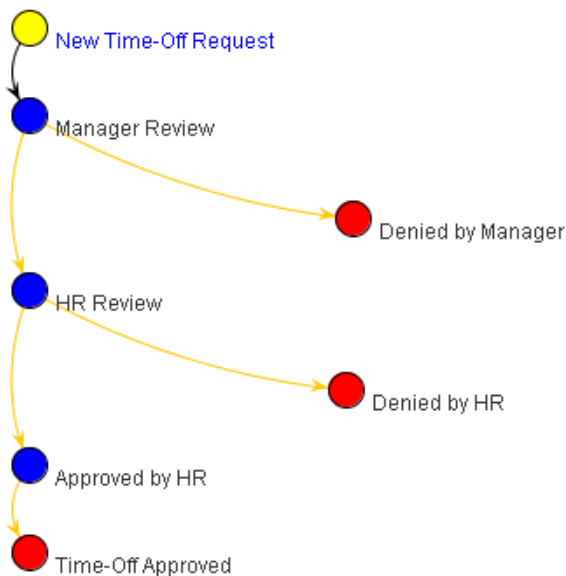 New Time-Off Request
Manager Review
Denied by Manager
HR Review
Denied by HR
Approved by HR
Time-Off Approved